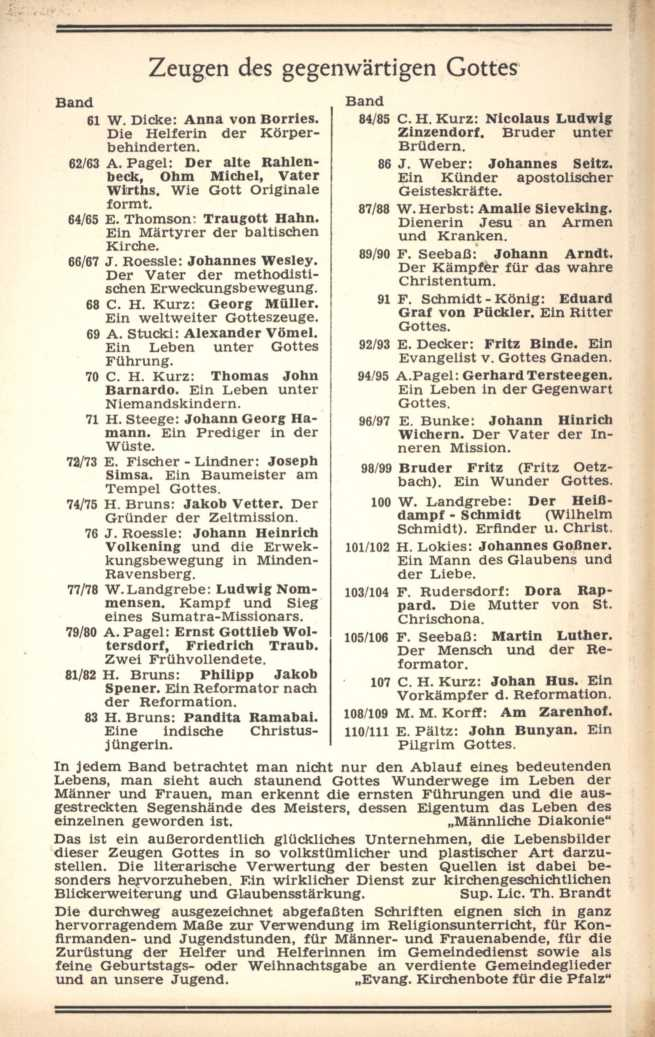 Zeugen des gegenwärtigen Gottes
Band
61 W. Dicke: Anna von Borries.
Die Helferin der Körper-
behinderten.
62/63 A. Pagel: Der alte Rahlen-
beck, Ohm Michel, Vater
Wirths. Wie Gott Originale
formt.
64/65 E. Thomson: Traugott Hahn.
Ein Märtyrer der baltischen
Kirche.
66/67 J. Roessle: Johannes Wesley.
Der Vater der methodisti-
schen Erweckungsbewegung.
68 C. H. Kurz: Georg Müller.
Ein weltweiter Gotteszeuge.
69 A. Stucki: Alexander Vömel.
Ein Leben unter Gottes
Führung.
70 C. H. Kurz: Thomas John
Barnardo. Ein Leben unter
Niemandskindern.
71 H. Steege: Johann Georg Ha-
mann. Ein Prediger in der
Wüste.
72/73 E. Fischer - Lindner: Joseph
Simsa. Ein Baumeister am
Tempel Gottes.
74/75 H. Bruns: Jakob Vetter. Der
Gründer der Zeltmission.
76 J. Roessle: Johann Heinrich
Volkening und die Erwek-
kungsbewegung in Minden-
Ravensberg.
77/78 W. Landgrebe: Ludwig Nom-
mensen. Kampf und Sieg
eines Sumatra-Missionars.
79/80 A. Pagel: Ernst Gottlieb Wol-
tersdorf, Friedrich Traub.
Zwei Frühvollendete.
81/82 H. Bruns: Philipp Jakob
Spener. Ein Reformator nach
der Reformation.
83 H. Bruns: Pandita Ramabai.
Eine indische Christus-
jüngerin.
Band
84/85 C. H. Kurz: Nicolaus Ludwig
Zinzendorf. Bruder unter
Brüdern.
86 J. Weber: Johannes Seitz.
Ein Künder apostolischer
Geisteskräfte.
87/88 W. Herbst: Amalie Sieveking.
Dienerin Jesu an Armen
und Kranken.
89/90 F. Seebaß: Johann Arndt.
Der Kämpfer für das wahre
Christentum.
91 F. Schmidt - König: Eduard
Graf von Pückler. Ein Ritter
Gottes.
92/93 E. Decker: Fritz Binde. Ein
Evangelist v. Gottes Gnaden.
94/95 A. Pagel: Gerhard Tersteegen.
Ein Leben in der Gegenwart
Gottes.
96/97 E. Bunke: Johann Hinrich
Wichern. Der Vater der In-
neren Mission.
98/99 Bruder Fritz (Fritz Oetz-
bach). Ein Wunder Gottes.
100 W. Landgrebe: Der Heiß-
dampf - Schmidt (Wilhelm
Schmidt). Erfinder u. Christ.
101/102 H. Lokies: Johannes Goßner.
Ein Mann des Glaubens und
der Liebe.
103/104 F. Rudersdorf: Dora Rap-
pard. Die Mutter von St.
Chrischona.
105/106 F. Seebaß: Martin Luther.
Der Mensch und der Re-
formator.
107 C. H. Kurz: Johan Hus. Ein
Vorkämpfer d. Reformation.
108/109 M. M. Korff: Am Zarenhof.
110/111 E. Pältz: John Bunyan. Ein
Pilgrim Gottes.
In jedem Band betrachtet man nicht nur den Ablauf eines bedeutenden
Lebens, man sieht auch staunend Gottes Wunderwege im Leben der
Männer und Frauen, man erkennt die ernsten Führungen und die aus-
gestreckten Segenshände des Meisters, dessen Eigentum das Leben des
einzelnen geworden ist. „Männliche Diakonie“
Das ist ein außerordentlich glückliches Unternehmen, die Lebensbilder
dieser Zeugen Gottes in so volkstümlicher und plastischer Art darzu-
stellen. Die literarische Verwertung der besten Quellen ist dabei be-
sonders hervorzuheben. Ein wirklicher Dienst zur kirchengeschichtlichen
Blickerweiterung und Glaubensstärkung. Sup. Lic. Th. Brandt
Die durchweg ausgezeichnet abgefaßten Schriften eignen sich in ganz
hervorragendem Maße zur Verwendung im Religionsunterricht, für Kon-
firmanden- und Jugendstunden, für Männer- und Frauenabende, für die
Zurüstung der Helfer und Helferinnen im Gemeindedienst sowie als
feine Geburtstags- oder Weihnachtsgabe an verdiente Gemeindeglieder
und an unsere Jugend. „Evang. Kirchenbote für die Pfalz“